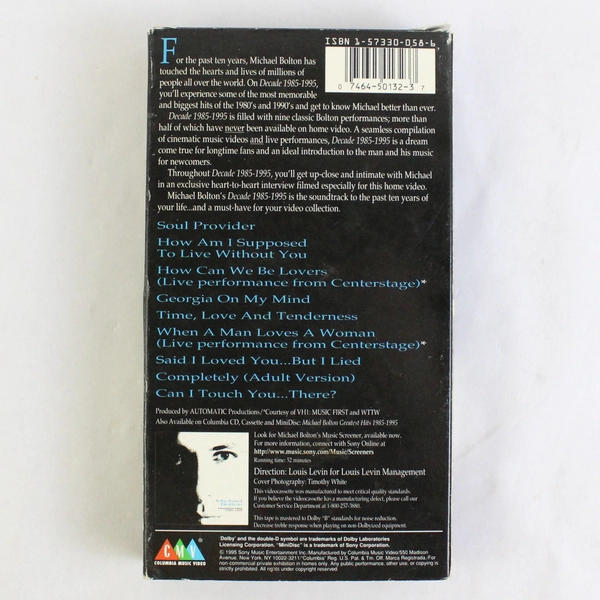 ISBN 1-57330-058-6
0 7464-50132-3 7
For the past ten years, Michael Bolton has
touched the hearts and lives of millions of
people all over the world. On Decade 1985-1995,
you'll experience some of the most memorable
and biggest hits of the 1980's and 1990's and get to know Michael better than ever.
Decade 1985-1995 is filled with nine classic Bolton performances; more than
half of which have never been available on home video. A seamless compilation
of cinematic music videos and live performances, Decade 1985-1995 is a dream
come true for longtime fans and an ideal introduction to the man and his music
for newcomers.
Throughout Decade 1985-1995, you'll get up-close and intimate with Michael
in an exclusive heart-to-heart interview filmed especially for this home video.
Michael Bolton's Decade 1985-1995 is the soundtrack to the past ten years of
your life...and a must-have for your video collection.
Soul Provider
How Am I Supposed
To Live Without You
How Can We Be Lovers
(Live performance from Centerstage)*
Georgia On My Mind
Time, Love And Tenderness
When A Man Loves A Woman
(Live performance from Centerstage)*
Said I Loved You...But I Lied
Completely (Adult Version)
Can I Touch You...There?
Produced by AUTOMATIC Productions/*Courtesy of VH1: MUSIC FIRST and WTTW
Also Available on Columbia CD, Cassette and MiniDisc: Michael Bolton Greatest Hits 1985-1995
Look for Michael Bolton's Music Screener, available now.
For more information, connect with Sony Online at
http://www.music.sony.com/Music/Screeners
Running time: 52 minutes
Direction: Louis Levin for Louis Levin Management
Cover Photography: Timothy White
This videocassette was manufactured to meet critical quality standards.
If you believe the videocassette has a manufacturing defect, please call our
Customer Service Department at 1-800-257-3880.
This tape is mastered to Dolby "B" standards for noise reduction.
Decrease treble response when playing on non-Dolbyized equipment.
CMV
COLUMBIA MUSIC VIDEO
'Dolby' and the double-D symbol are trademarks of Dolby Laboratories
Licensing Corporation. "MiniDisc" is a trademark of Sony Corporation.
© 1995 Sony Music Entertainment Inc./Manufactured by Columbia Music Video/550 Madison
Avenue, New York, NY 10022-3211/"Columbia" Reg. U.S. Pat. & Tm. Off. Marca Registrada. For
non-commercial private exhibition in homes only. Any public performance, other use, or copying is
strictly prohibited. All rights under copyright reserved